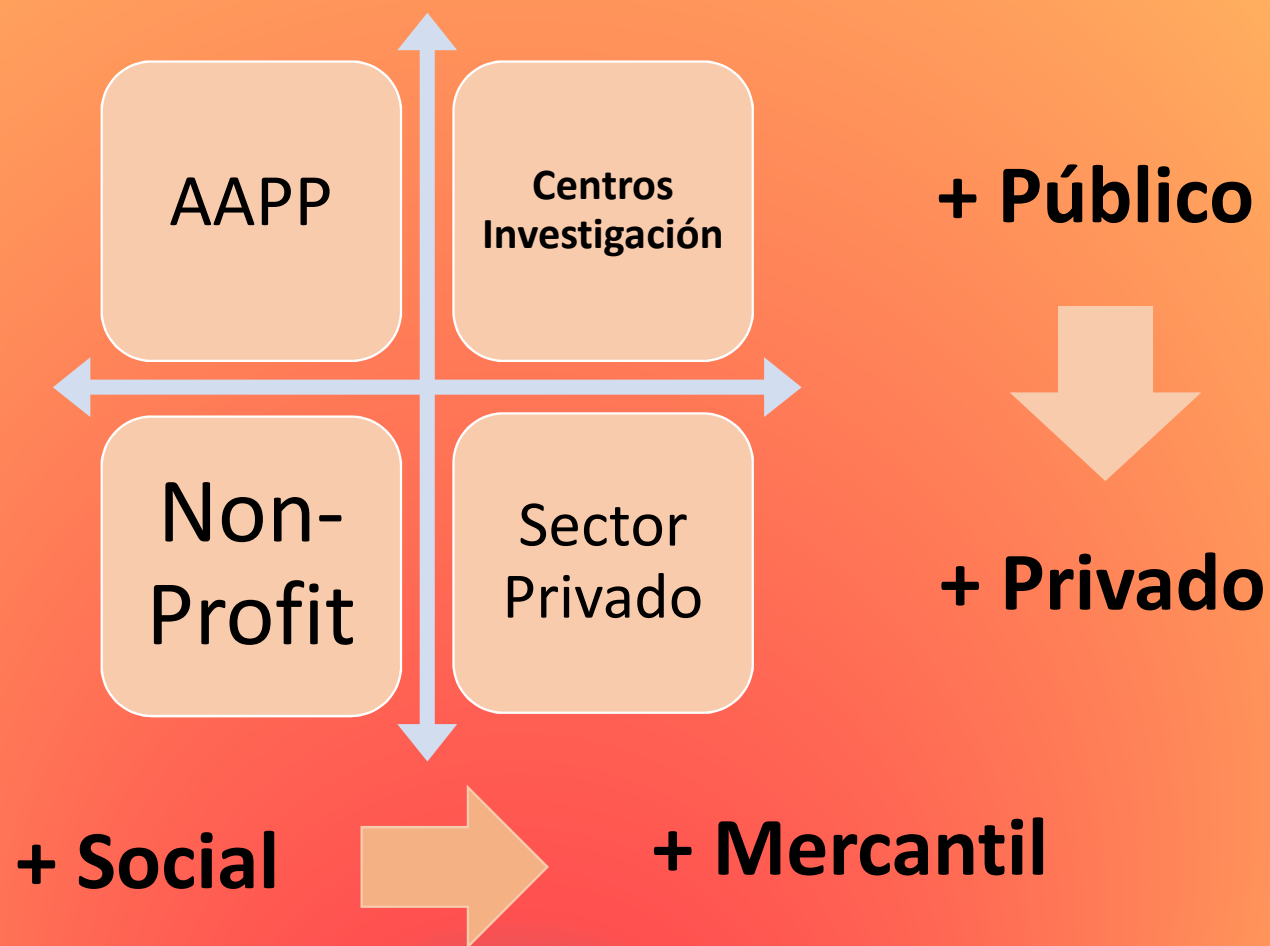 AAPP
Centros
Investigación
+ Público
Non-
Profit
Sector
Privado
+ Privado
+ Social
+ Mercantil